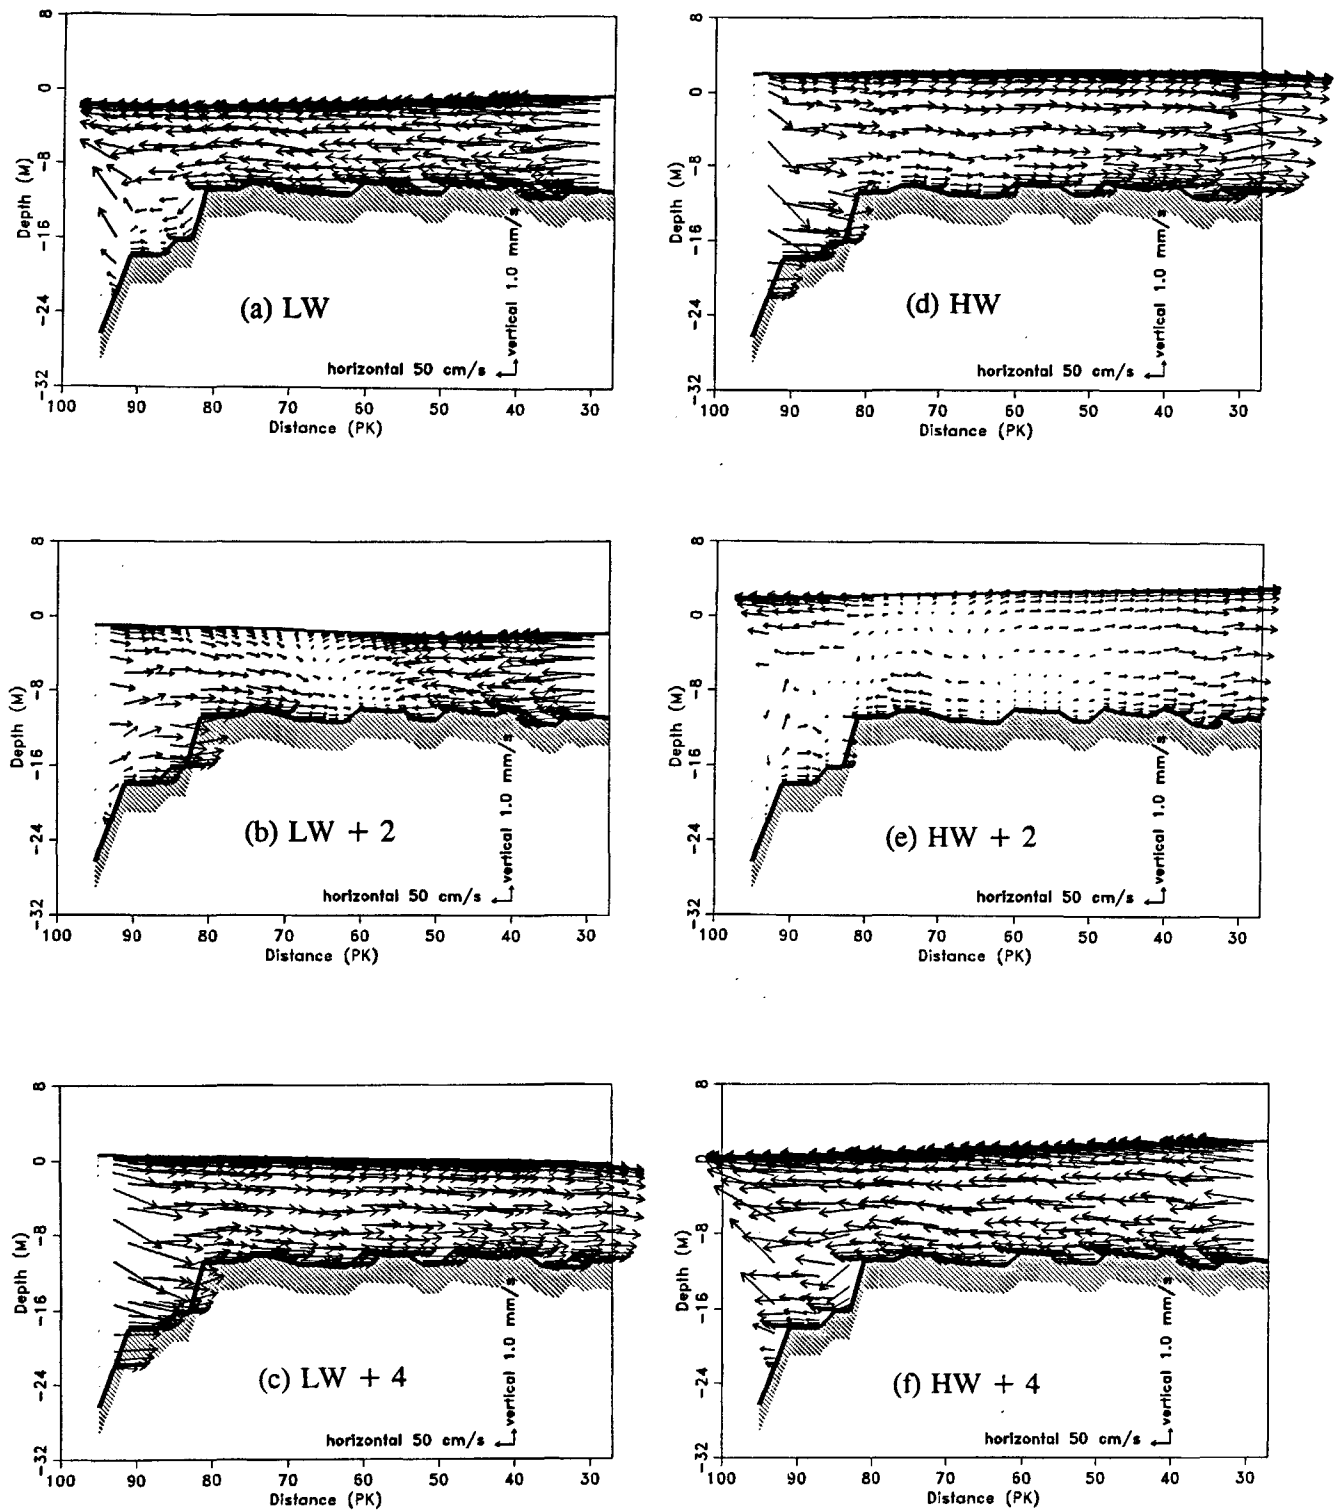 8
0
-8
-16
-24
-32
Depth (M)
(a) LW
vertical 1.0 mm/s
horizontal 50 cm/s
100 90 80 70 60 50 40 30
Distance (PK)
8
0
-8
-16
-24
-32
Depth (M)
(d) HW
vertical 1.0 mm/s
horizontal 50 cm/s
100 90 80 70 60 50 40 30
Distance (PK)
8
0
-8
-16
-24
-32
Depth (M)
(b) LW + 2
vertical 1.0 mm/s
horizontal 50 cm/s
100 90 80 70 60 50 40 30
Distance (PK)
8
0
-8
-16
-24
-32
Depth (M)
(e) HW + 2
vertical 1.0 mm/s
horizontal 50 cm/s
100 90 80 70 60 50 40 30
Distance (PK)
8
0
-8
-16
-24
-32
Depth (M)
(c) LW + 4
vertical 1.0 mm/s
horizontal 50 cm/s
100 90 80 70 60 50 40 30
Distance (PK)
8
0
-8
-16
-24
-32
Depth (M)
(f) HW + 4
vertical 1.0 mm/s
horizontal 50 cm/s
100 90 80 70 60 50 40 30
Distance (PK)